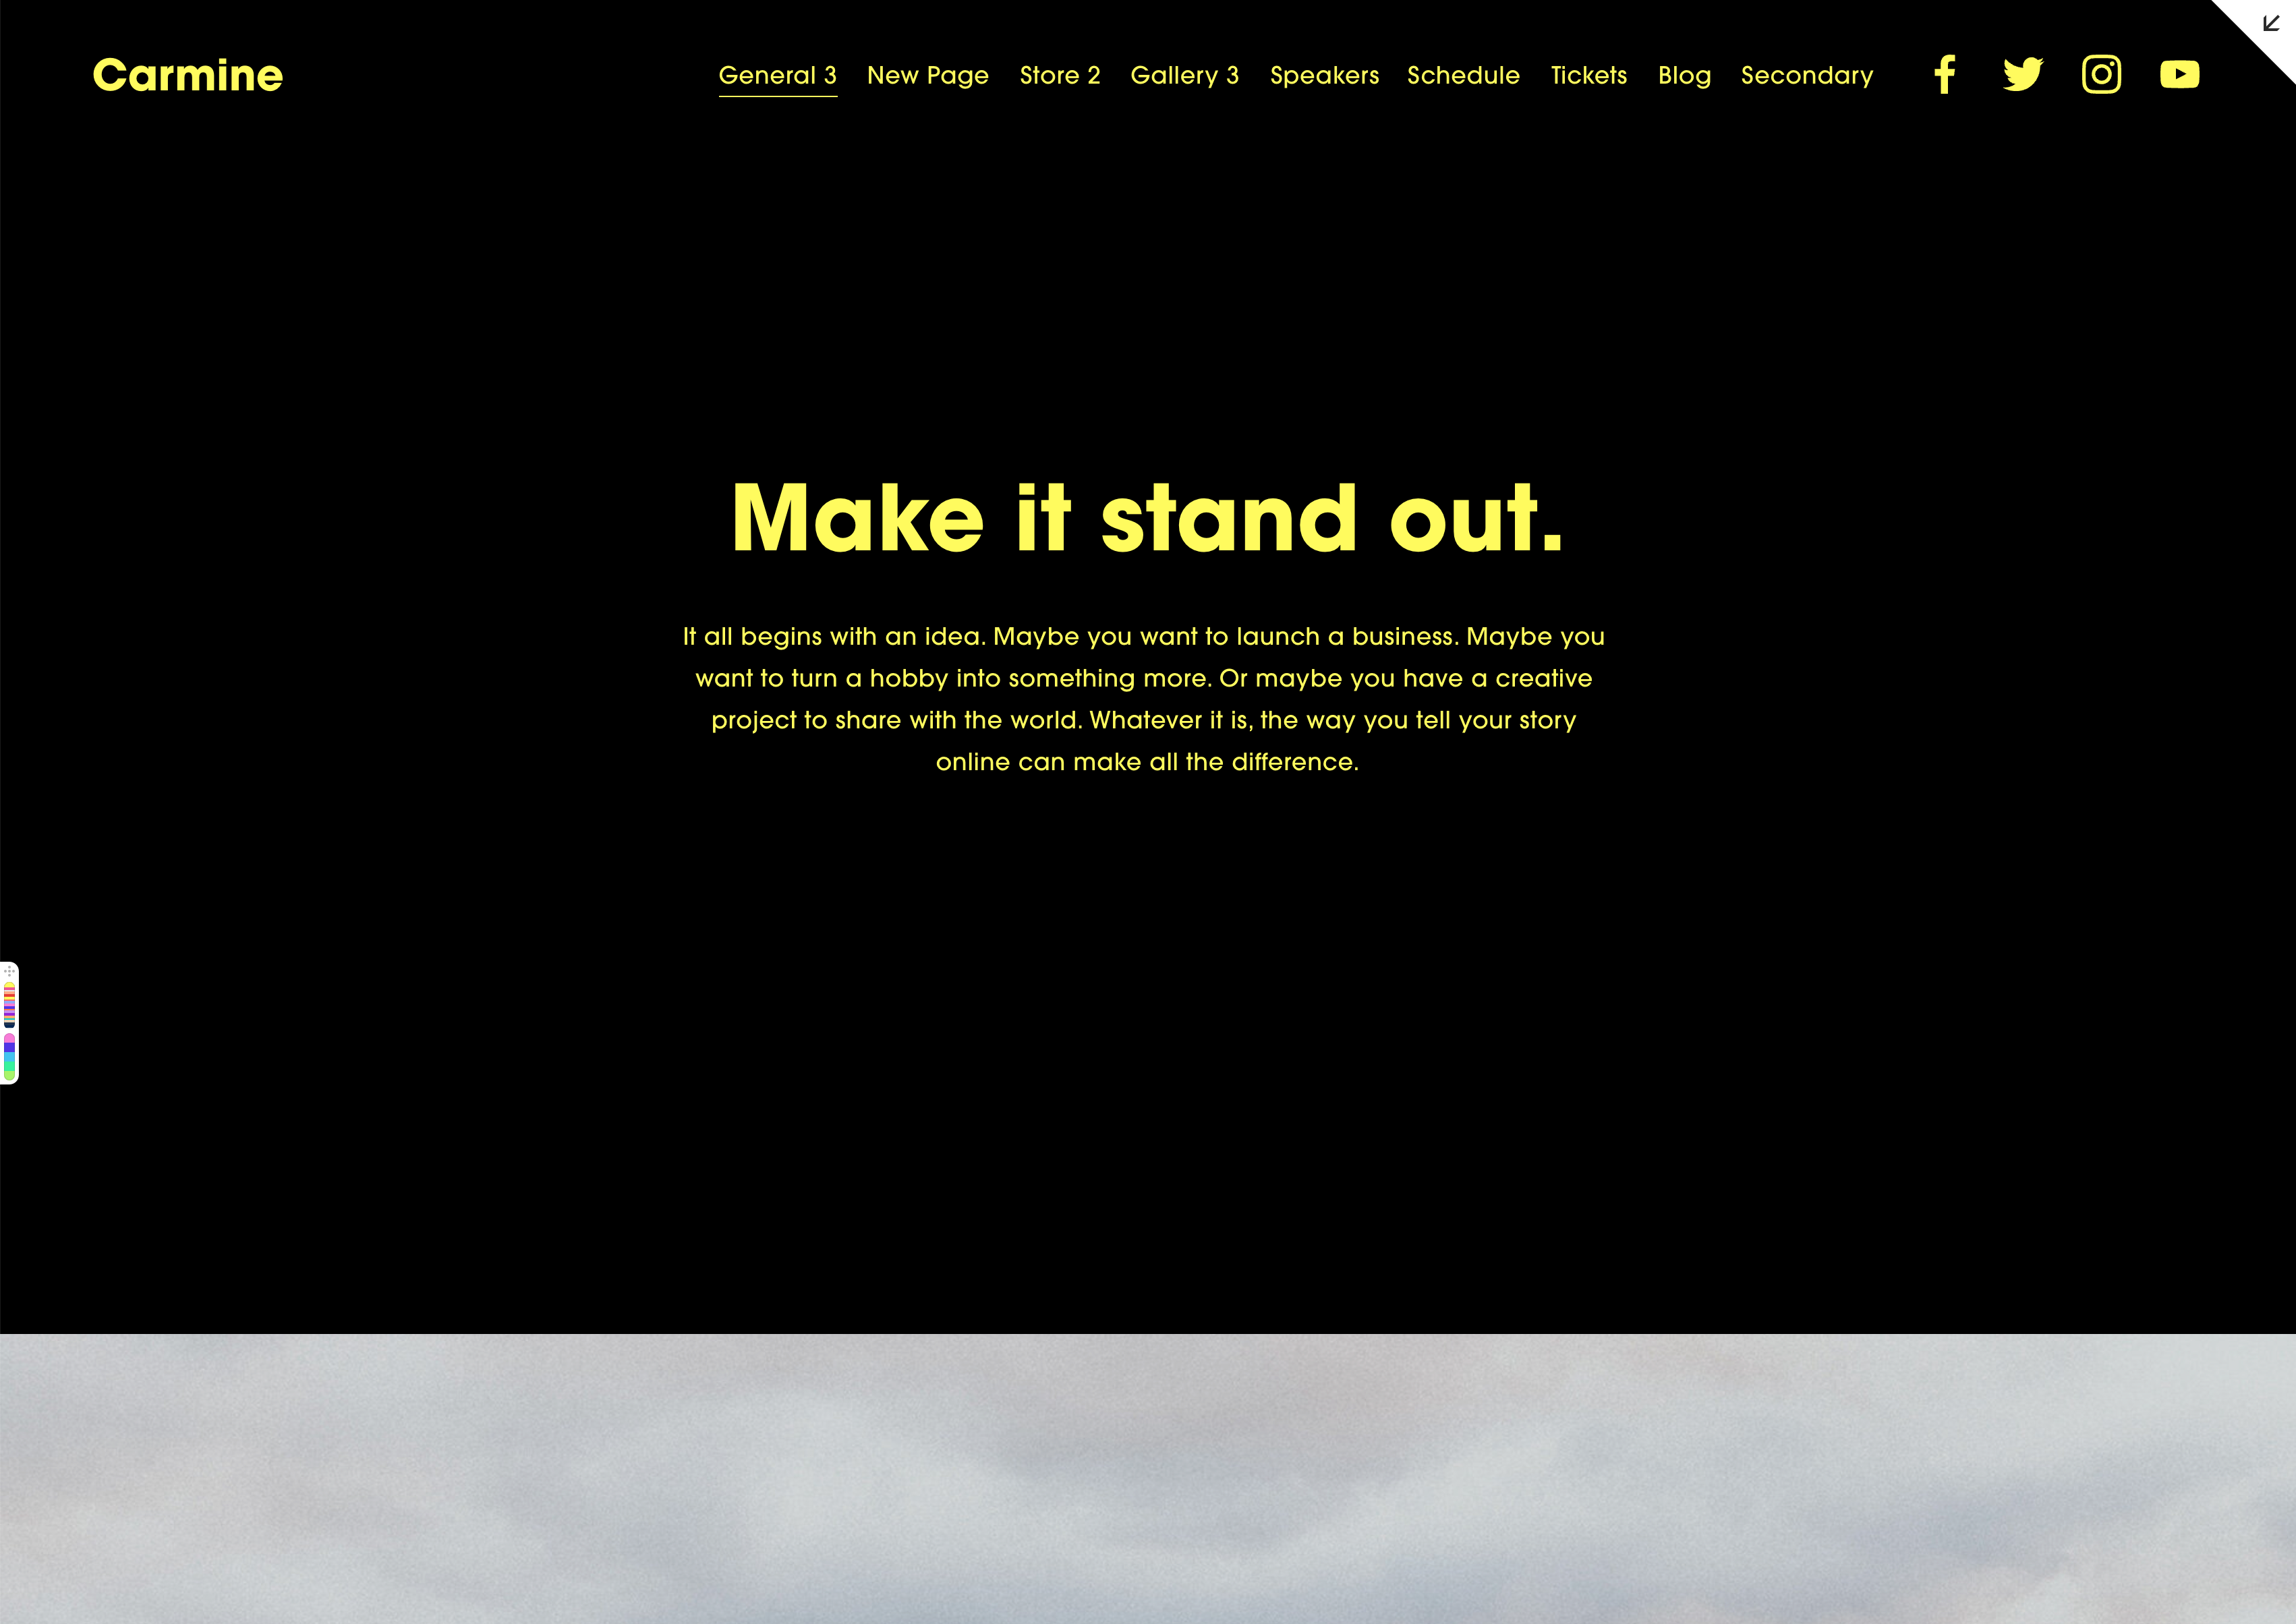 Carmine
General 3 New Page Store 2 Gallery 3 Speakers Schedule Tickets Blog Secondary
Make it stand out.
It all begins with an idea. Maybe you want to launch a business. Maybe you
want to turn a hobby into something more. Or maybe you have a creative
project to share with the world. Whatever it is, the way you tell your story
online can make all the difference.